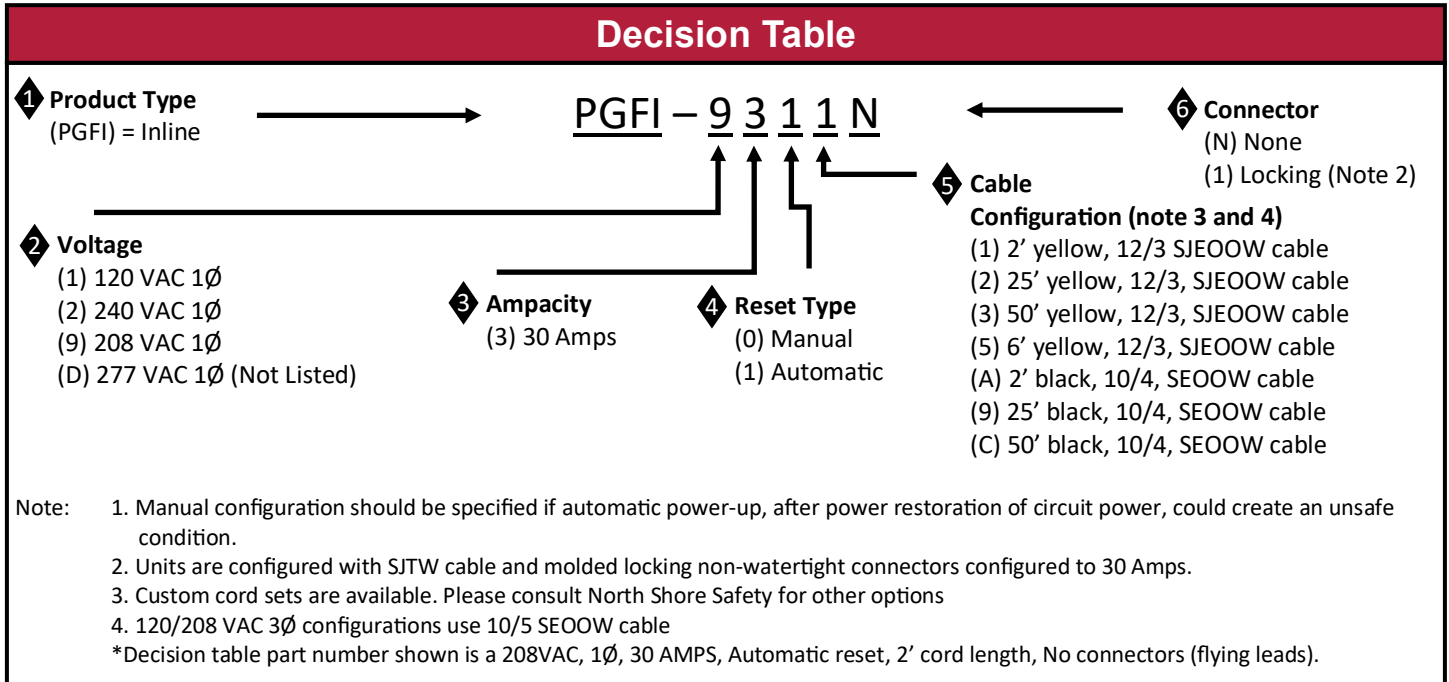 Decision Table
1 Product Type
(PGFI) = Inline
PGFI – 9 3 1 1 N
6 Connector
(N) None
(1) Locking (Note 2)
2 Voltage
(1) 120 VAC 1Ø
(2) 240 VAC 1Ø
(9) 208 VAC 1Ø
(D) 277 VAC 1Ø (Not Listed)
3 Ampacity
(3) 30 Amps
4 Reset Type
(0) Manual
(1) Automatic
5 Cable
Configuration (note 3 and 4)
(1) 2’ yellow, 12/3 SJEOOW cable
(2) 25’ yellow, 12/3, SJEOOW cable
(3) 50’ yellow, 12/3, SJEOOW cable
(5) 6’ yellow, 12/3, SJEOOW cable
(A) 2’ black, 10/4, SEOOW cable
(9) 25’ black, 10/4, SEOOW cable
(C) 50’ black, 10/4, SEOOW cable
Note: 1. Manual configuration should be specified if automatic power-up, after power restoration of circuit power, could create an unsafe
condition.
2. Units are configured with SJTW cable and molded locking non-watertight connectors configured to 30 Amps.
3. Custom cord sets are available. Please consult North Shore Safety for other options
4. 120/208 VAC 3Ø configurations use 10/5 SEOOW cable
*Decision table part number shown is a 208VAC, 1Ø, 30 AMPS, Automatic reset, 2’ cord length, No connectors (flying leads).